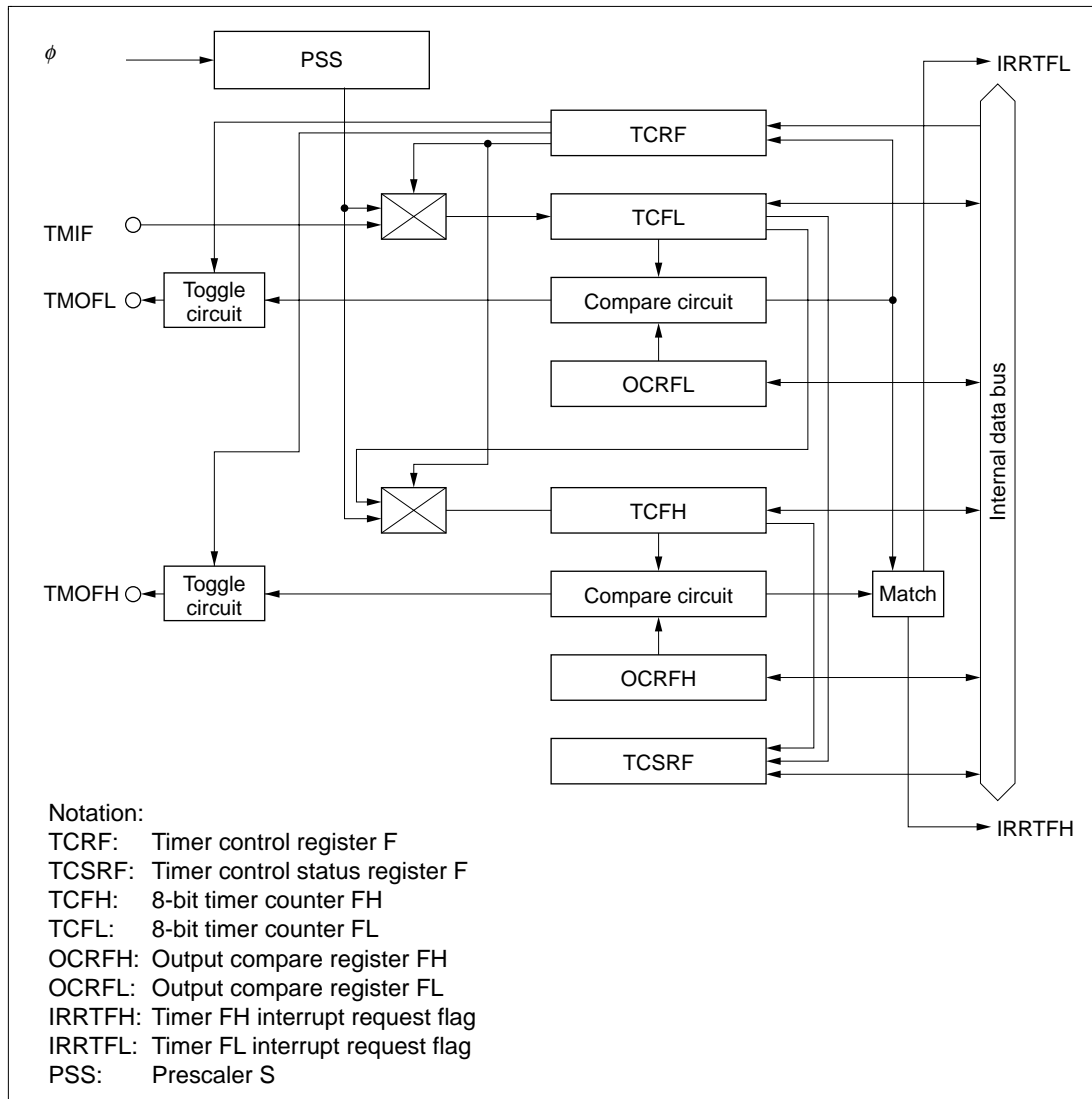 ϕ
PSS
IRRTFL
TCRF
TMIF
TCFL
TMOFL
Toggle
circuit
Compare circuit
OCRFL
Internal data bus
TCFH
TMOFH
Toggle
circuit
Compare circuit
Match
OCRFH
TCSRF
IRRTFH
Notation:
TCRF: Timer control register F
TCSRF: Timer control status register F
TCFH: 8-bit timer counter FH
TCFL: 8-bit timer counter FL
OCRFH: Output compare register FH
OCRFL: Output compare register FL
IRRTFH: Timer FH interrupt request flag
IRRTFL: Timer FL interrupt request flag
PSS: Prescaler S